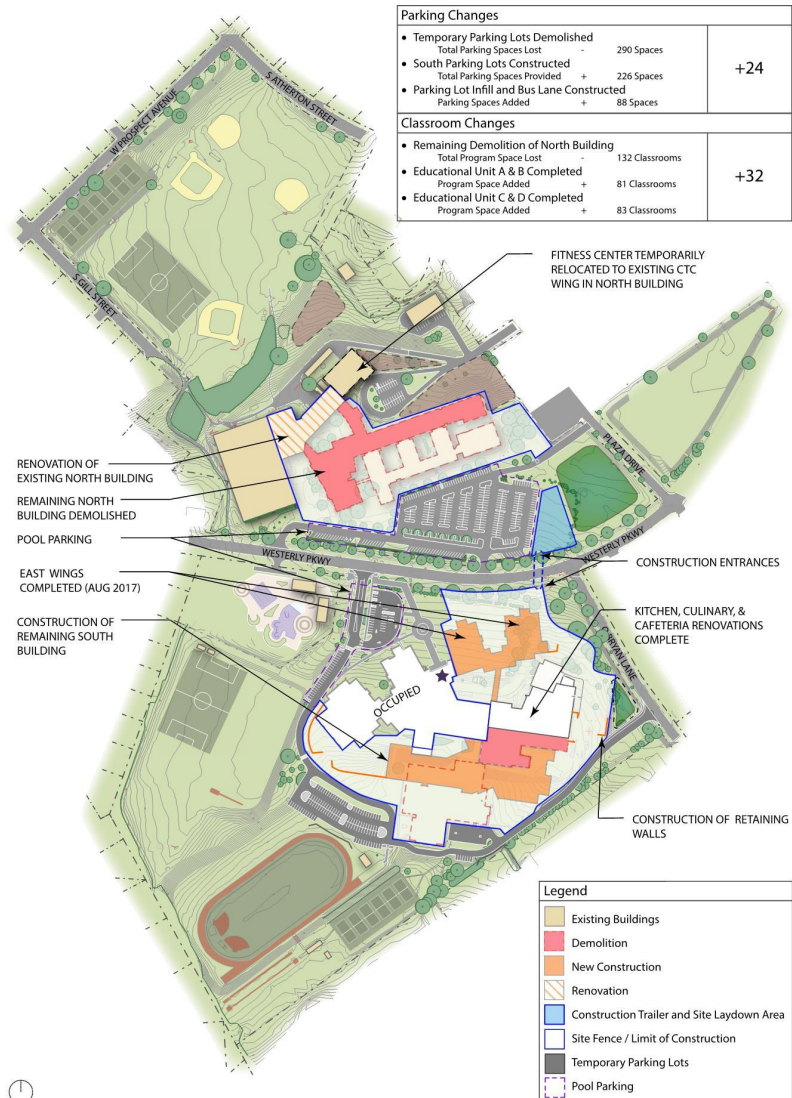 Parking Changes
• Temporary Parking Lots Demolished
Total Parking Spaces Lost - 290 Spaces
• South Parking Lots Constructed
Total Parking Spaces Provided + 226 Spaces
• Parking Lot Infill and Bus Lane Constructed
Parking Spaces Added + 88 Spaces
+24
Classroom Changes
• Remaining Demolition of North Building
Total Program Space Lost - 132 Classrooms
• Educational Unit A & B Completed
Program Space Added + 81 Classrooms
• Educational Unit C & D Completed
Program Space Added + 83 Classrooms
+32
W PROSPECT AVENUE
S ATHERTON STREET
S GILL STREET
FITNESS CENTER TEMPORARILY
RELOCATED TO EXISTING CTC
WING IN NORTH BUILDING
PLAZA DRIVE
RENOVATION OF
EXISTING NORTH BUILDING
REMAINING NORTH
BUILDING DEMOLISHED
POOL PARKING
WESTERLY PKWY
WESTERLY PKWY
CONSTRUCTION ENTRANCES
EAST WINGS
COMPLETED (AUG 2017)
CONSTRUCTION OF
REMAINING SOUTH
BUILDING
KITCHEN, CULINARY, &
CAFETERIA RENOVATIONS
COMPLETE
BRYAN LANE
OCCUPIED
CONSTRUCTION OF RETAINING
WALLS
Legend
Existing Buildings
Demolition
New Construction
Renovation
Construction Trailer and Site Laydown Area
Site Fence / Limit of Construction
Temporary Parking Lots
Pool Parking